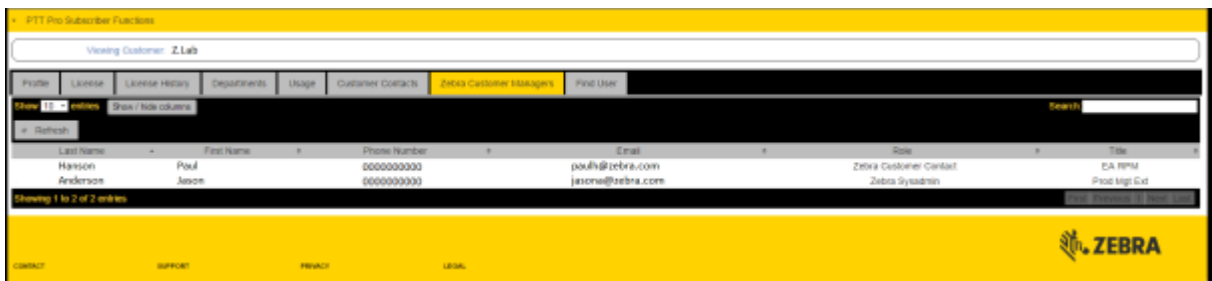 PTT Pro Subscriber Functions
Viewing Customer: Z Lab
Profile License License History Departments Usage Customer Contacts Zebra Customer Managers Find User
Show 10 entries Show / hide columns Search
Refresh
Last Name First Name Phone Number Email Role Title
Hanson Paul 0000000000 paulh@zebra.com Zebra Customer Contact EA RPM
Anderson Jason 0000000000 jasona@zebra.com Zebra Sysadmin Prod Mgt Ext
Showing 1 to 2 of 2 entries First Previous 1 Next Last
ZEBRA
CONTACT SUPPORT PRIVACY LEGAL